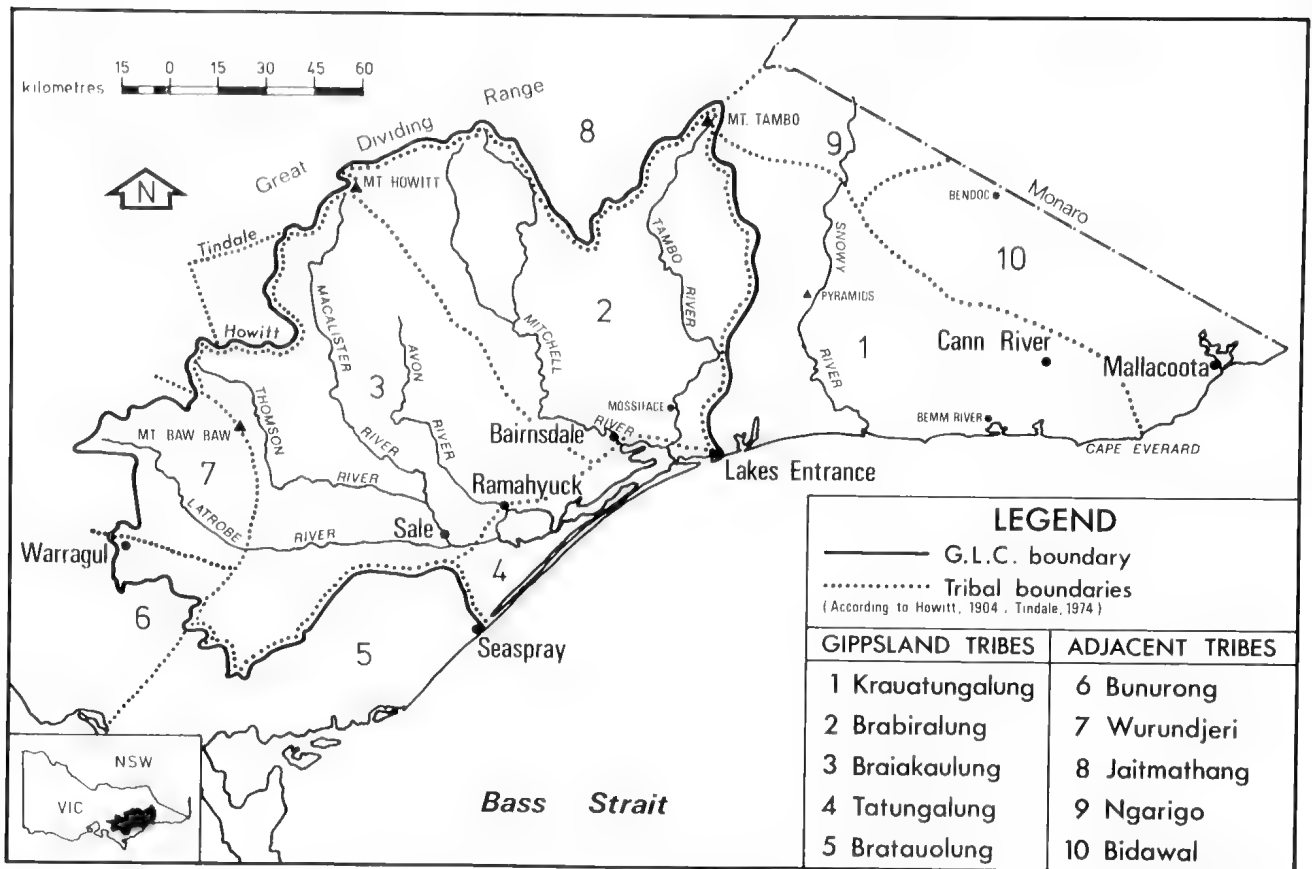 15 0 15 30 45 60
kilometres
N
Great Dividing Range
8
MT. TAMBO
9
MT HOWITT
Tindale
BENDOC
Monaro
10
TAMBO RIVER
SNOWY RIVER
2
PYRAMIDS
1
Howitt
MACALISTER RIVER
AVON RIVER
MITCHELL RIVER
3
Cann River
Mallacoota
THOMSON RIVER
MT BAW BAW
7
MOSSIFACE
BEMM RIVER
Bairnsdale
CAPE EVERARD
Lakes Entrance
LATROBE RIVER
Ramahyuck
Sale
Warragul
4
6
5
Seaspray
Bass Strait
NSW
VIC
LEGEND
G.L.C. boundary
Tribal boundaries
(According to Howitt, 1904, Tindale, 1974)
GIPPSLAND TRIBES
1 Krauatungalung
2 Brabiralung
3 Braiakaulung
4 Tatungalung
5 Bratauolung
ADJACENT TRIBES
6 Bunurong
7 Wurundjeri
8 Jaitmathang
9 Ngarigo
10 Bidawal